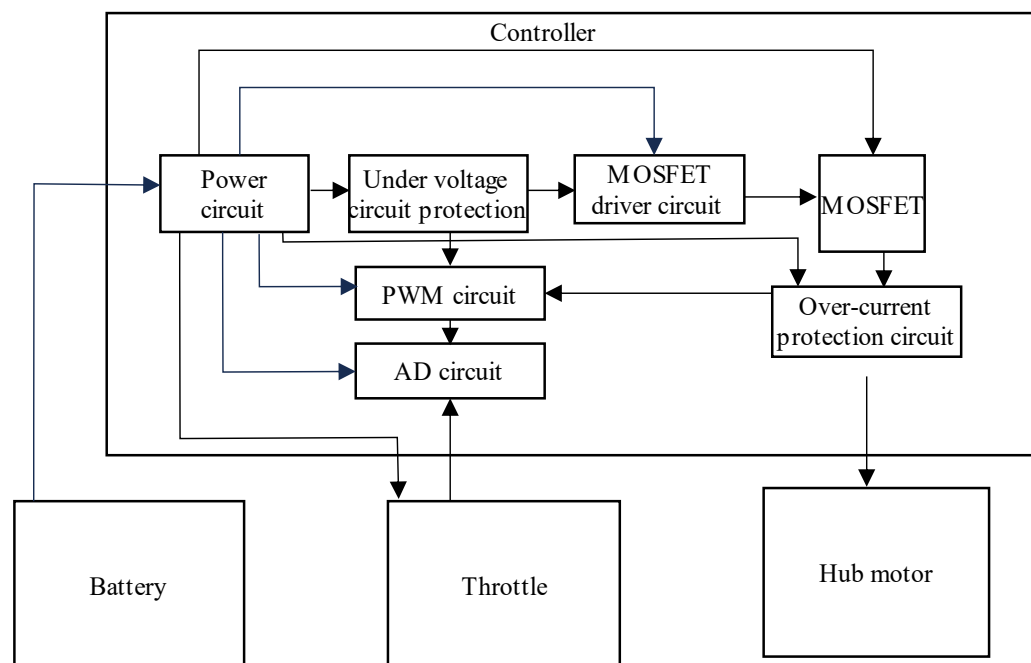 Controller
Power
circuit
Under voltage
circuit protection
MOSFET
driver circuit
MOSFET
PWM circuit
Over-current
protection circuit
AD circuit
Battery
Throttle
Hub motor